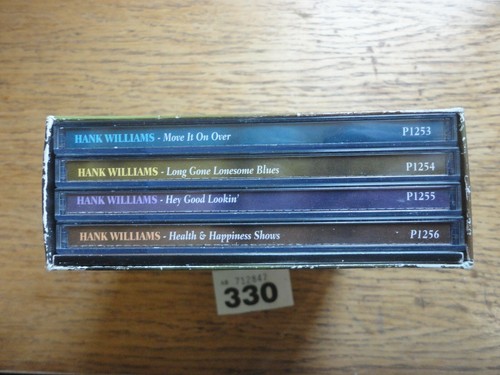 HANK WILLIAMS - Move It On Over P1253
HANK WILLIAMS - Long Gone Lonesome Blues P1254
HANK WILLIAMS - Hey Good Lookin' P1255
HANK WILLIAMS - Health & Happiness Shows P1256
330